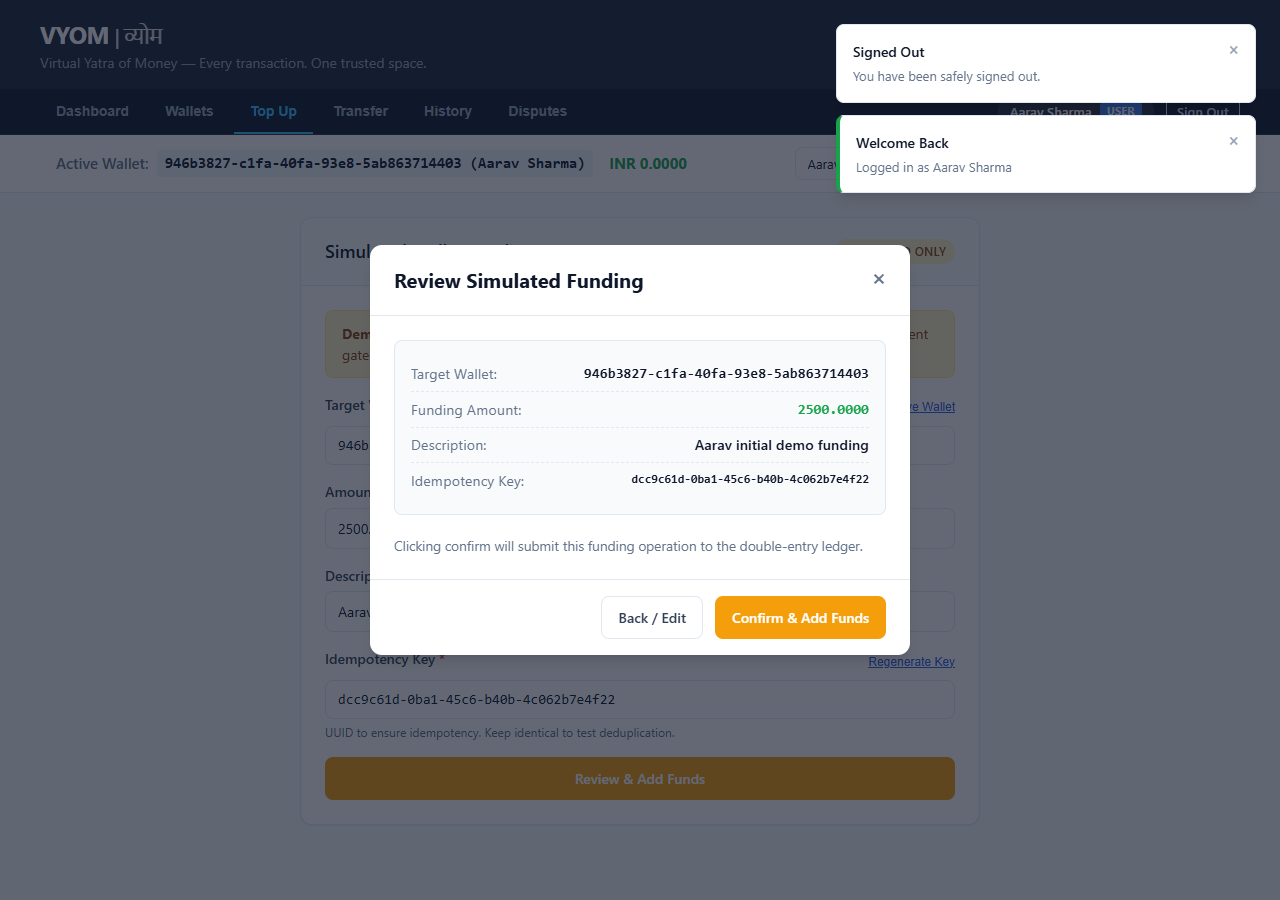 VYOM | व्योम
Virtual Yatra of Money — Every transaction. One trusted space.
Signed Out ×
You have been safely signed out.
Dashboard Wallets Top Up Transfer History Disputes Aarav Sharma USER Sign Out
Welcome Back ×
Logged in as Aarav Sharma
Active Wallet: 946b3827-c1fa-40fa-93e8-5ab863714403 (Aarav Sharma) INR 0.0000 Aarav
ONLY
Review Simulated Funding ×
Target Wallet: 946b3827-c1fa-40fa-93e8-5ab863714403
Funding Amount: 2500.0000
Description: Aarav initial demo funding
Idempotency Key: dcc9c61d-0ba1-45c6-b40b-4c062b7e4f22
Clicking confirm will submit this funding operation to the double-entry ledger.
Back / Edit Confirm & Add Funds
Target
Wallet
946b
2500.
Idempotency Key * Regenerate Key
dcc9c61d-0ba1-45c6-b40b-4c062b7e4f22
UUID to ensure idempotency. Keep identical to test deduplication.
Review & Add Funds